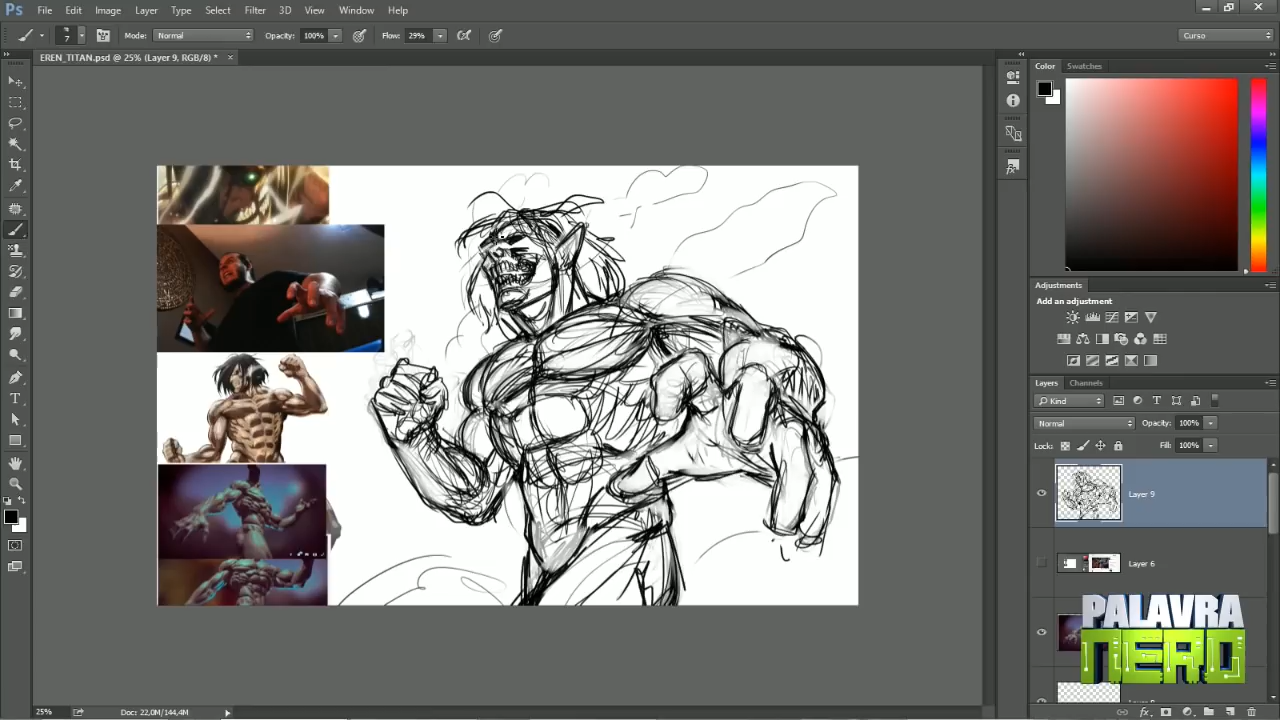 Ps File Edit Image Layer Type Select Filter 3D View Window Help
7 Mode: Normal Opacity: 100% Flow: 29% Curso
EREN_TITAN.psd @ 25% (Layer 9, RGB/8) * ×
Color Swatches
Adjustments
Add an adjustment
Layers Channels
Kind
Normal Opacity: 100%
Lock: Fill: 100%
Layer 9
Layer 6
PALAVRA
NERD
25% Doc: 22,0M/144,4M